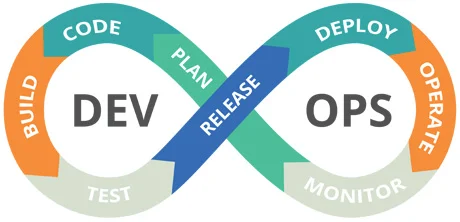 CODE
PLAN
DEPLOY
BUILD
DEV
RELEASE
OPS
OPERATE
TEST
MONITOR